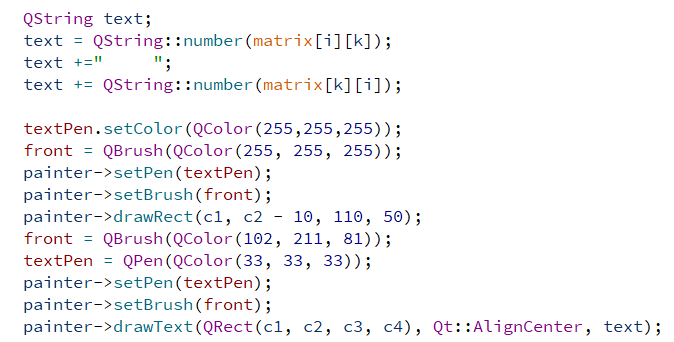 QString text;
text = QString::number(matrix[i][k]);
text +="     ";
text += QString::number(matrix[k][i]);
textPen.setColor(QColor(255,255,255));
front = QBrush(QColor(255, 255, 255));
painter->setPen(textPen);
painter->setBrush(front);
painter->drawRect(c1, c2 - 10, 110, 50);
front = QBrush(QColor(102, 211, 81));
textPen = QPen(QColor(33, 33, 33));
painter->setPen(textPen);
painter->setBrush(front);
painter->drawText(QRect(c1, c2, c3, c4), Qt::AlignCenter, text);